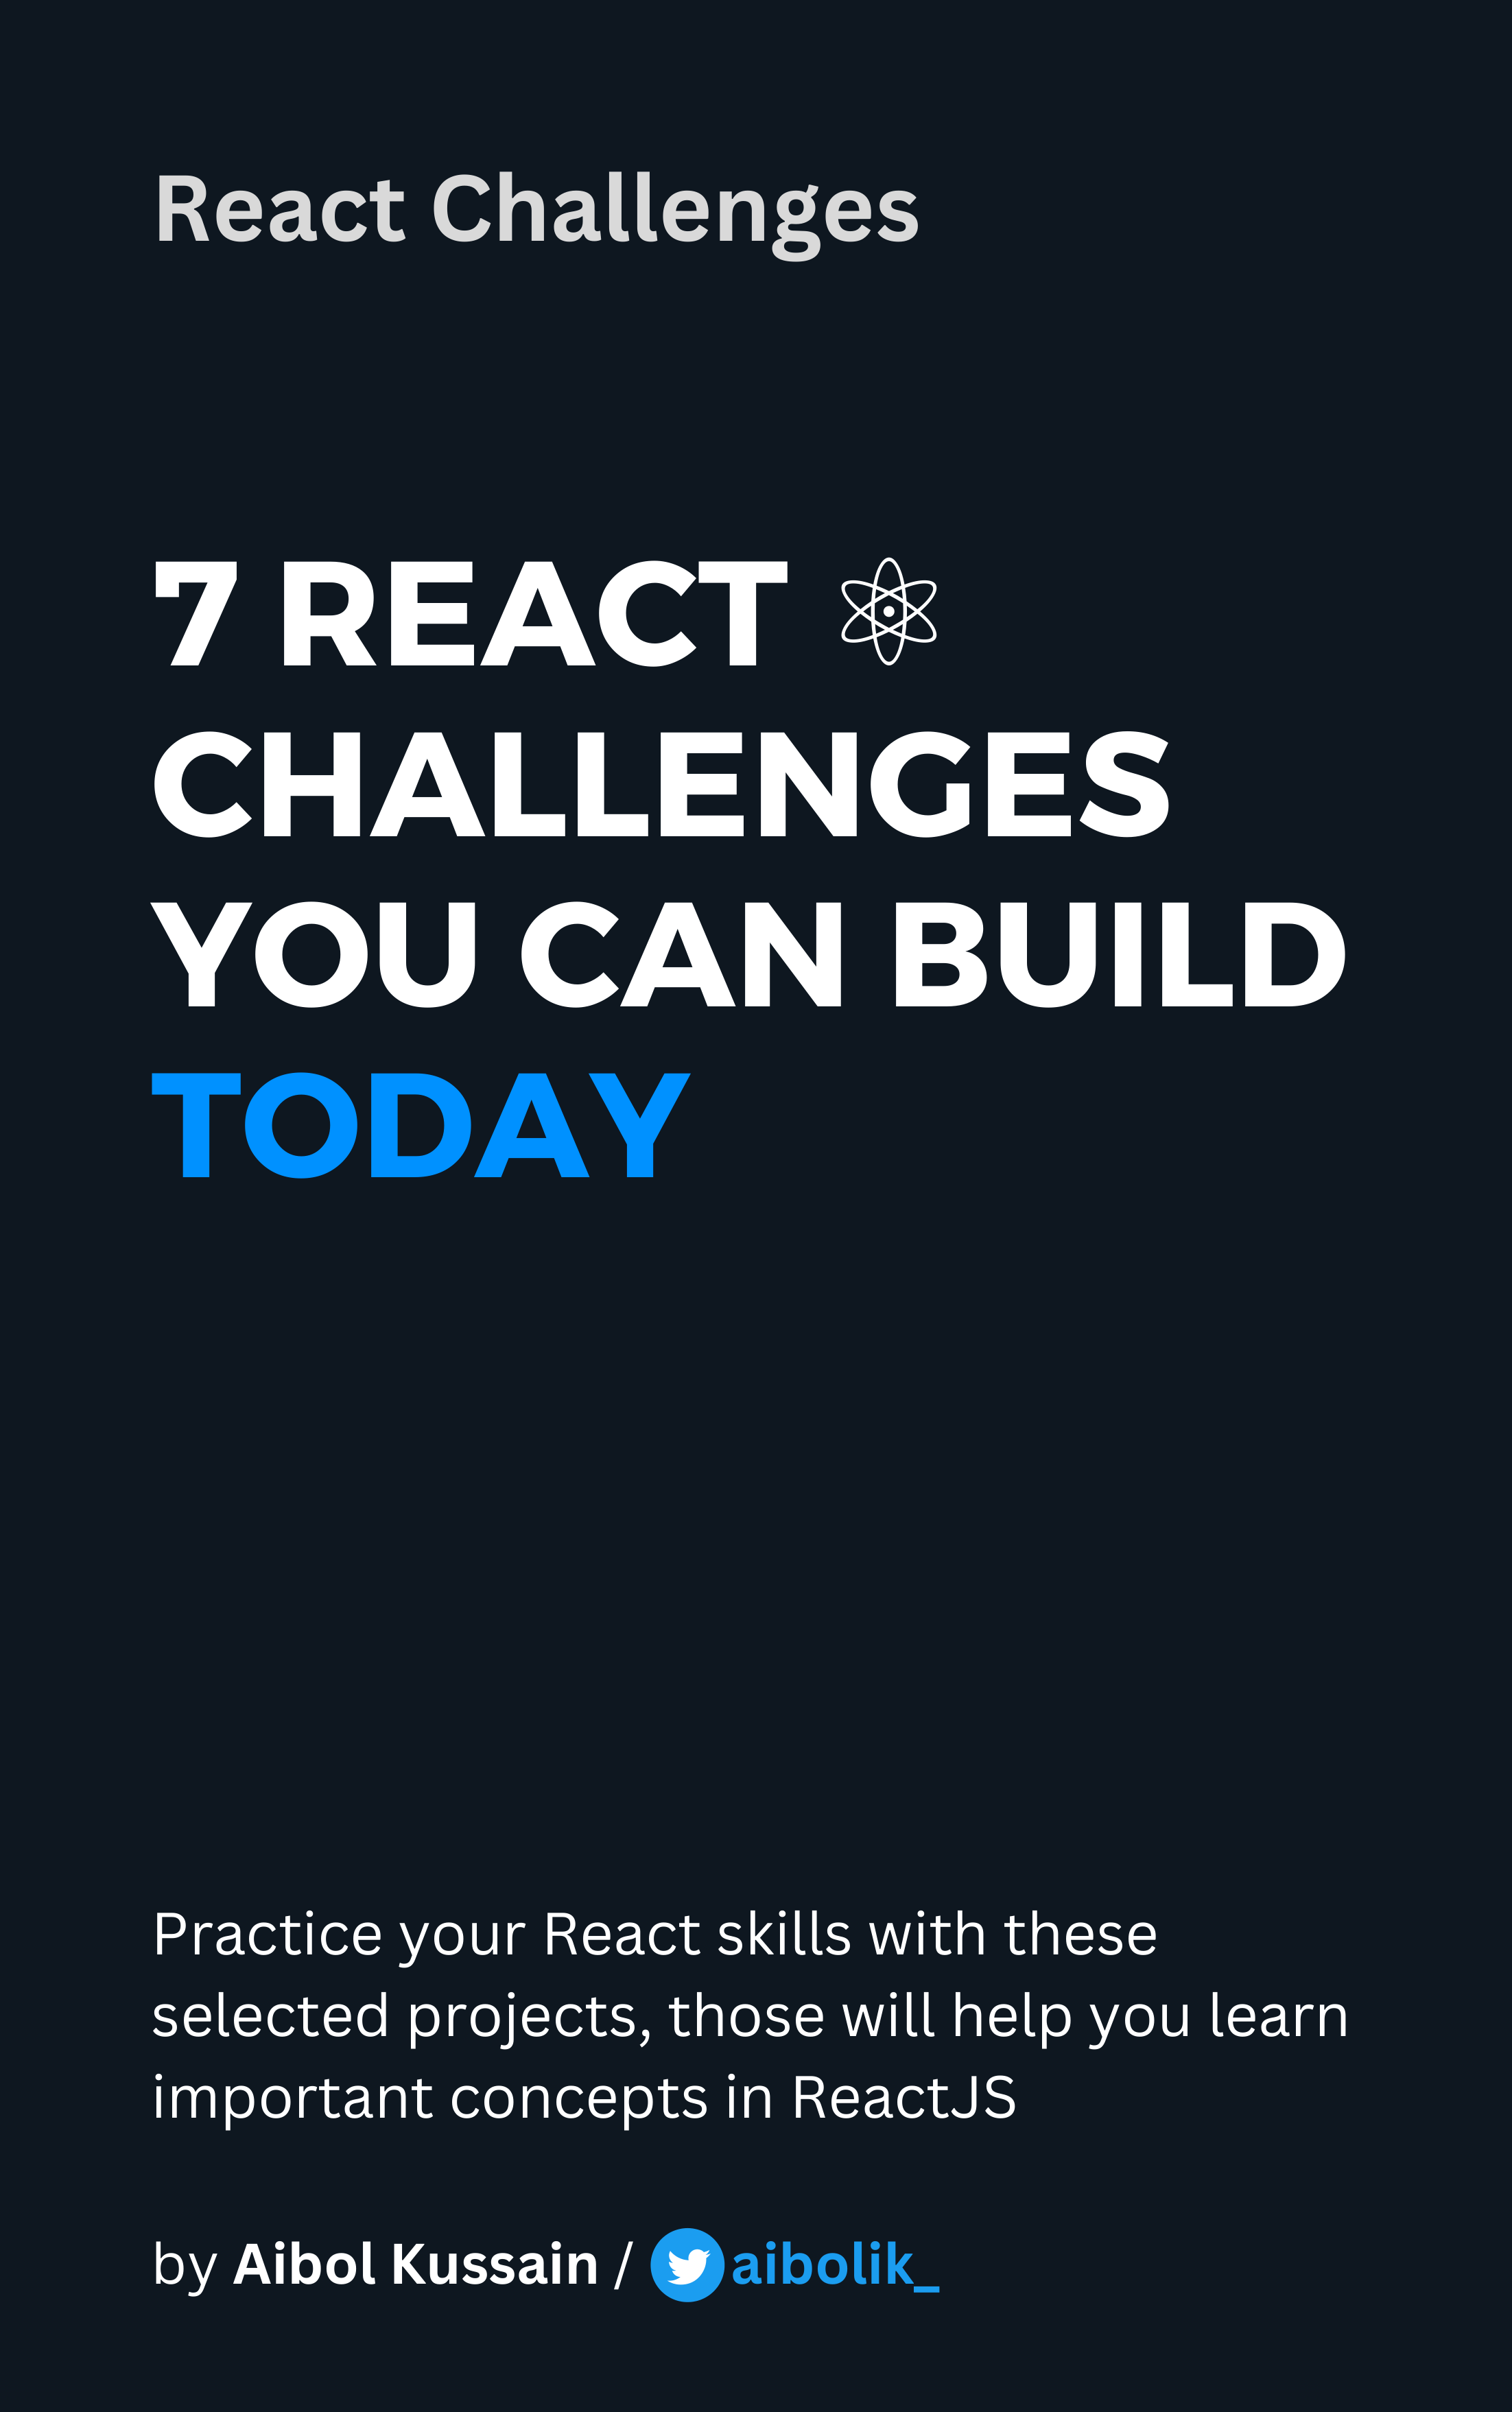 React Challenges
7 REACT
CHALLENGES
YOU CAN BUILD
TODAY
Practice your React skills with these
selected projects, those will help you learn
important concepts in ReactJS
by Aibol Kussain / aibolik_